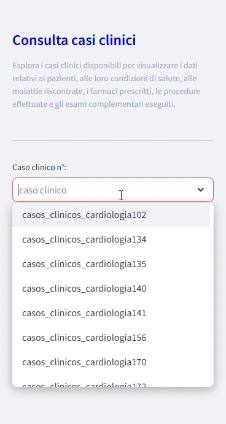 Consulta casi clinici
Esplora i casi clinici disponibili per visualizzare i dati
relativi ai pazienti, alle loro condizioni di salute, alle
malattie riscontrate, i farmaci prescritti, le procedure
effettuate e gli esami complementari eseguiti.
Caso clinico n°:
caso clinico
casos_clinicos_cardiologia102
casos_clinicos_cardiologia134
casos_clinicos_cardiologia135
casos_clinicos_cardiologia140
casos_clinicos_cardiologia141
casos_clinicos_cardiologia156
casos_clinicos_cardiologia170